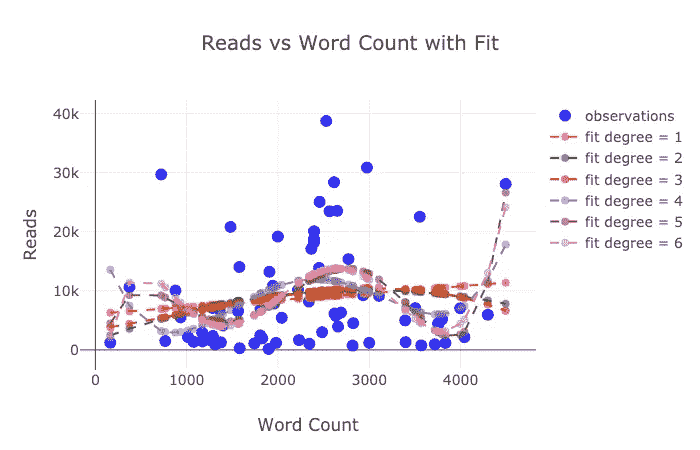 Reads vs Word Count with Fit
40k
30k
20k
10k
0
Reads
0 1000 2000 3000 4000
Word Count
observations
fit degree = 1
fit degree = 2
fit degree = 3
fit degree = 4
fit degree = 5
fit degree = 6